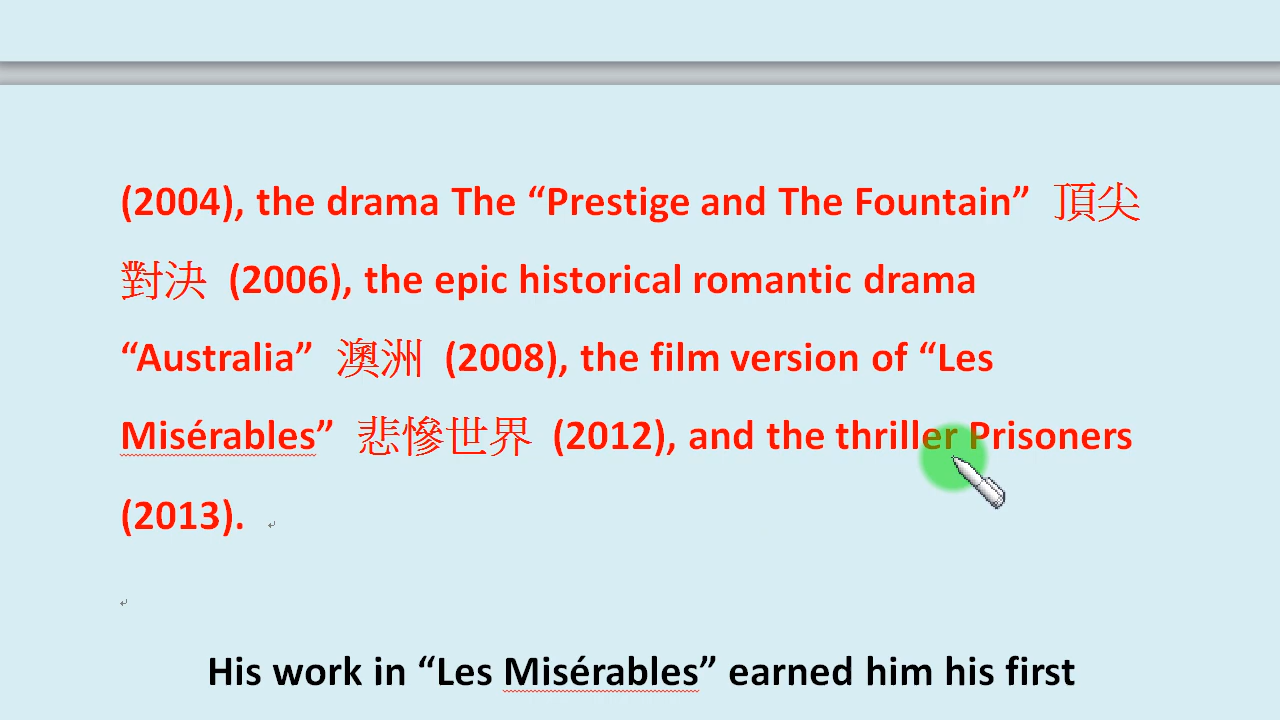 (2004), the drama The “Prestige and The Fountain” 頂尖
對決 (2006), the epic historical romantic drama
“Australia” 澳洲 (2008), the film version of “Les
Misérables” 悲慘世界 (2012), and the thriller Prisoners
(2013).
His work in “Les Misérables” earned him his first